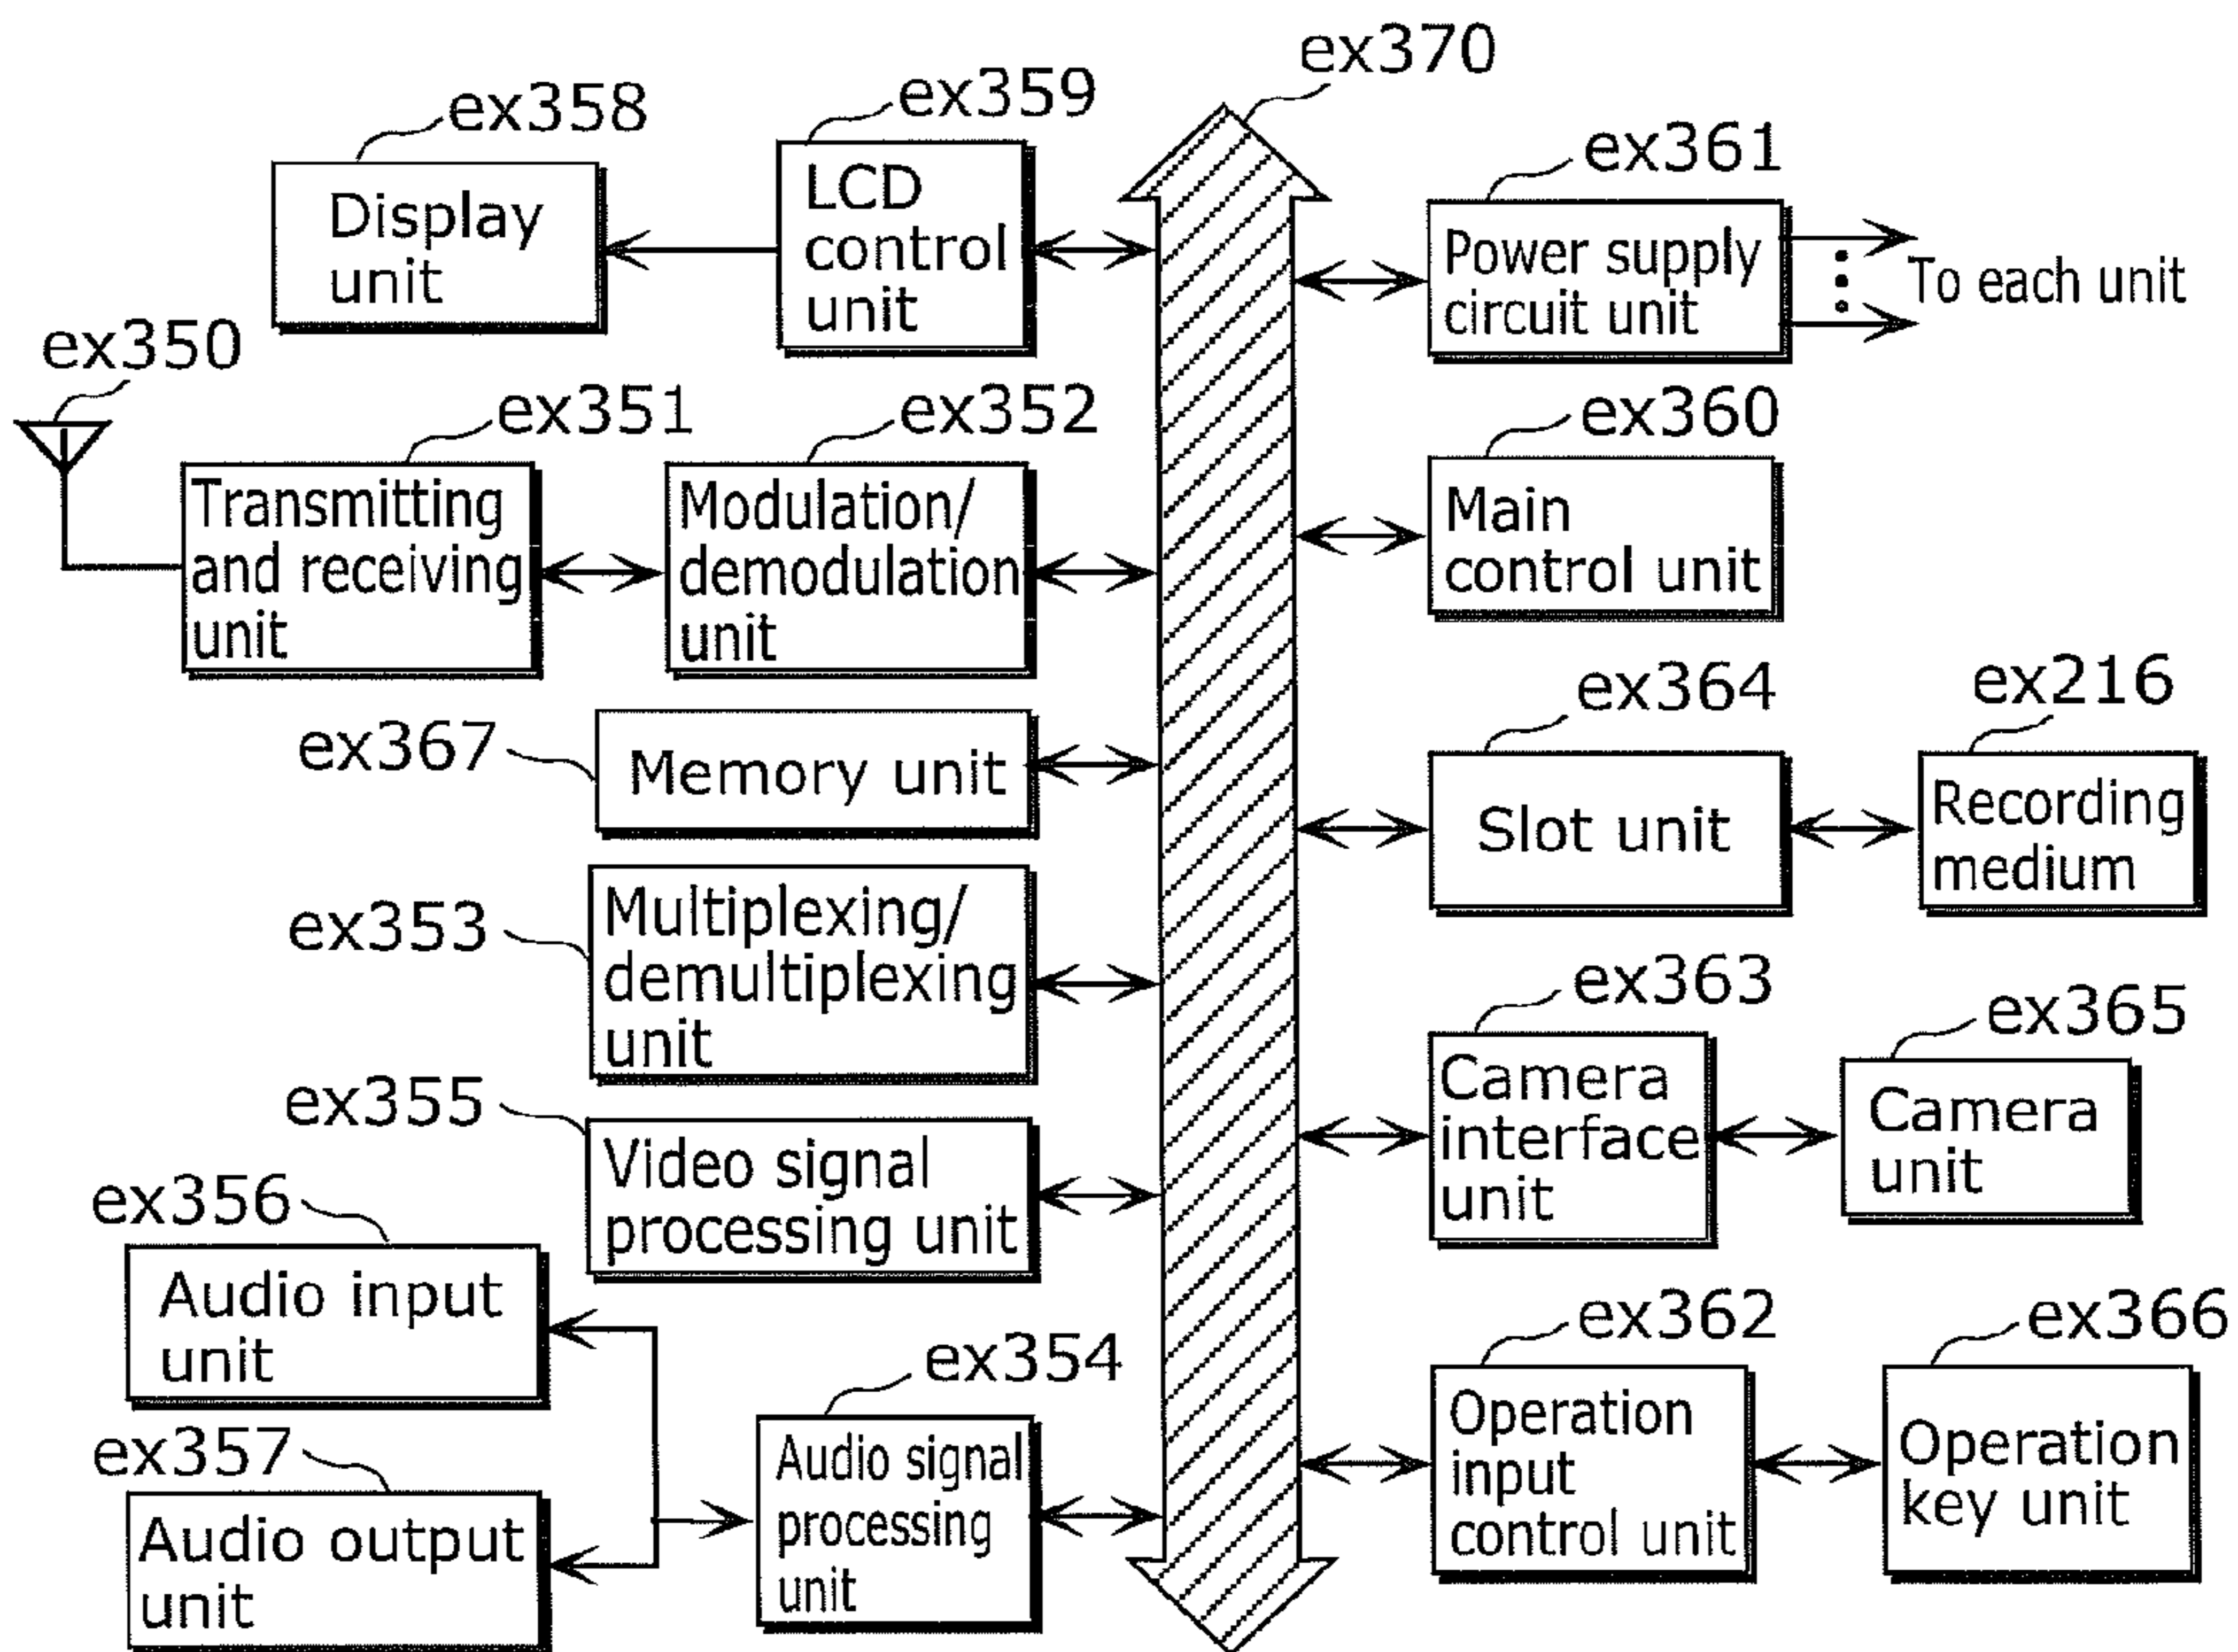 ex370
ex358
ex359
ex361
Display
unit
LCD
control
unit
Power supply
circuit unit
To each unit
ex350
ex351
ex352
ex360
Transmitting
and receiving
unit
Modulation/
demodulation
unit
Main
control unit
ex367
Memory unit
ex364
ex216
Slot unit
Recording
medium
ex353
Multiplexing/
demultiplexing
unit
ex363
ex365
Camera
interface
unit
Camera
unit
ex355
Video signal
processing unit
ex356
Audio input
unit
ex354
ex362
ex366
Audio signal
processing
unit
Operation
input
control unit
Operation
key unit
ex357
Audio output
unit